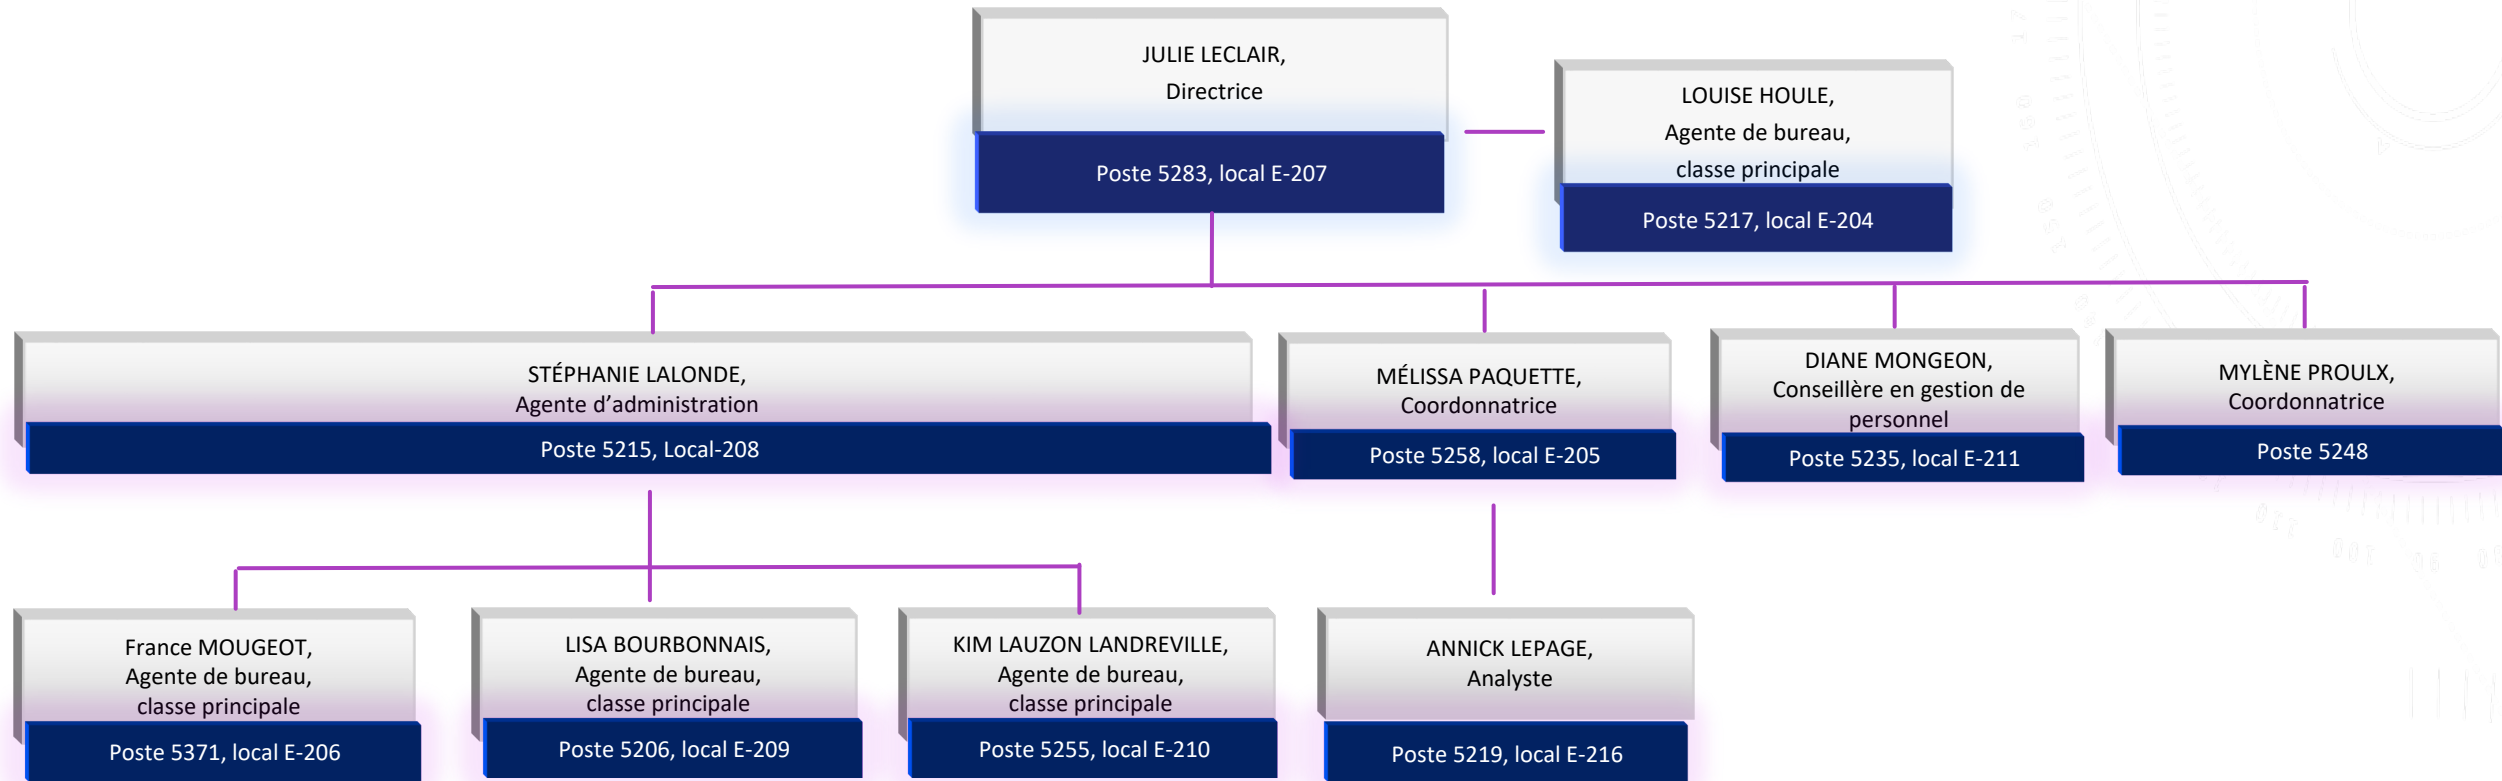 JULIE LECLAIR,
Directrice
Poste 5283, local E-207
LOUISE HOULE,
Agente de bureau,
classe principale
Poste 5217, local E-204
STÉPHANIE LALONDE,
Agente d’administration
Poste 5215, Local-208
MÉLISSA PAQUETTE,
Coordonnatrice
Poste 5258, local E-205
DIANE MONGEON,
Conseillère en gestion de
personnel
Poste 5235, local E-211
MYLÈNE PROULX,
Coordonnatrice
Poste 5248
France MOUGEOT,
Agente de bureau,
classe principale
Poste 5371, local E-206
LISA BOURBONNAIS,
Agente de bureau,
classe principale
Poste 5206, local E-209
KIM LAUZON LANDREVILLE,
Agente de bureau,
classe principale
Poste 5255, local E-210
ANNICK LEPAGE,
Analyste
Poste 5219, local E-216